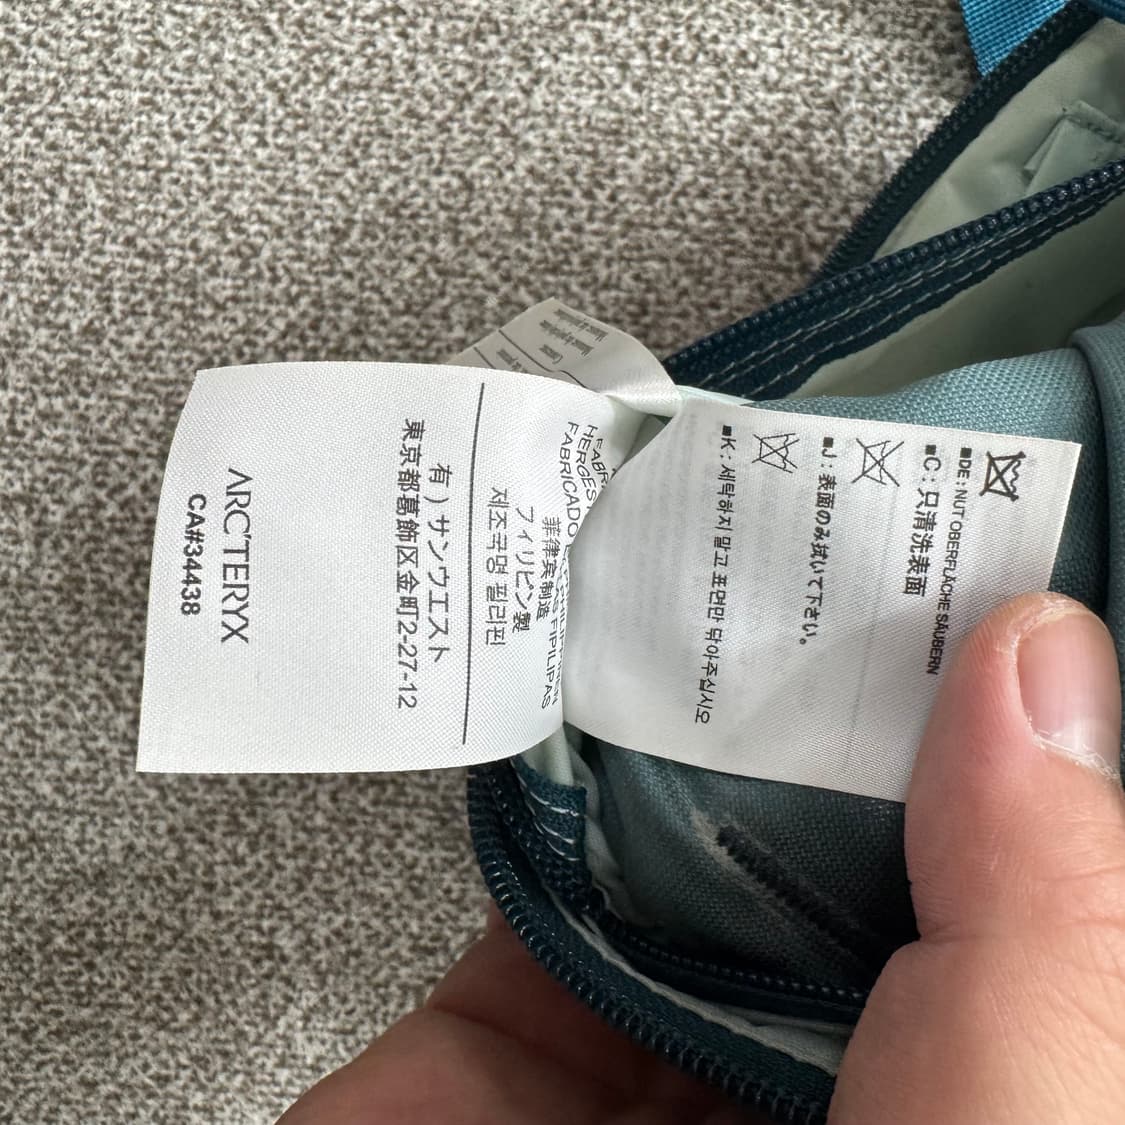 ■DE: NUT OBERFLÄCHE SÄUBERN
■C: 只清洗表面
■J: 表面のみ拭いて下さい。
■K: 세탁하지 말고 표면만 닦아주십시오
HERGES
FABRICADO
FIPILIPAS
菲律宾制造
フィリピン製
제조국명 필리핀
有）サンウエスト
東京都葛飾区金町2-27-12
ARC'TERYX
CA#34438